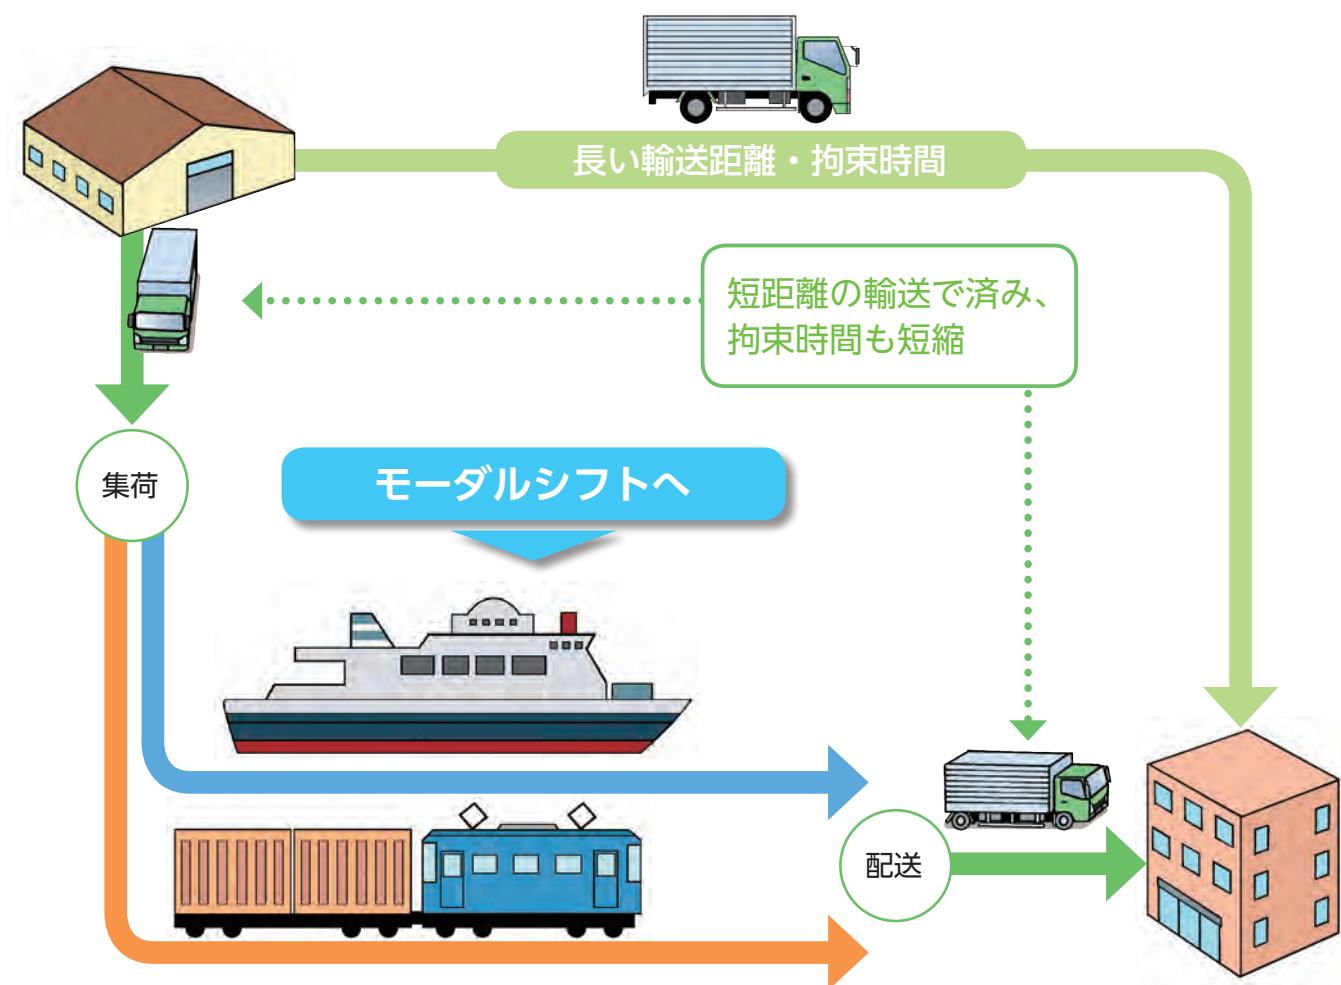 長い輸送距離・拘束時間
短距離の輸送で済み、
拘束時間も短縮
集荷
モーダルシフトへ
配送